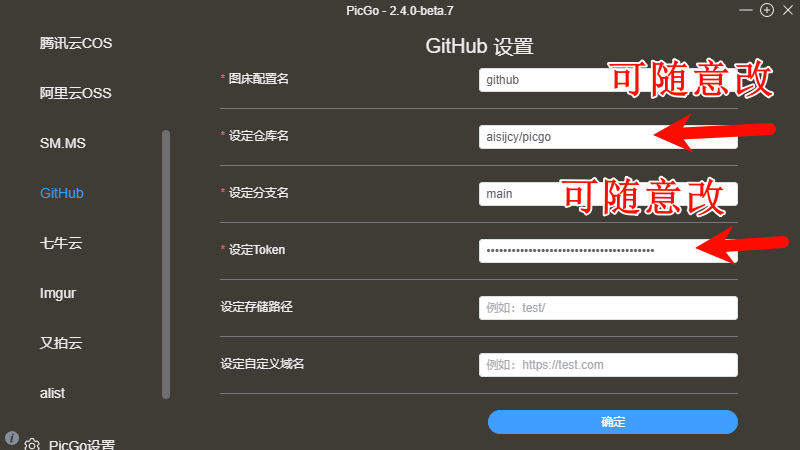 PicGo - 2.4.0-beta.7
腾讯云COS
阿里云OSS
SM.MS
GitHub
七牛云
Imgur
又拍云
alist
PicGo设置
GitHub 设置
* 图床配置名
github
可随意改
* 设定仓库名
aisijcy/picgo
* 设定分支名
main
可随意改
* 设定Token
••••••••••••••••••••••••••••••••••••••••
设定存储路径
例如：test/
设定自定义域名
例如：https://test.com
确定